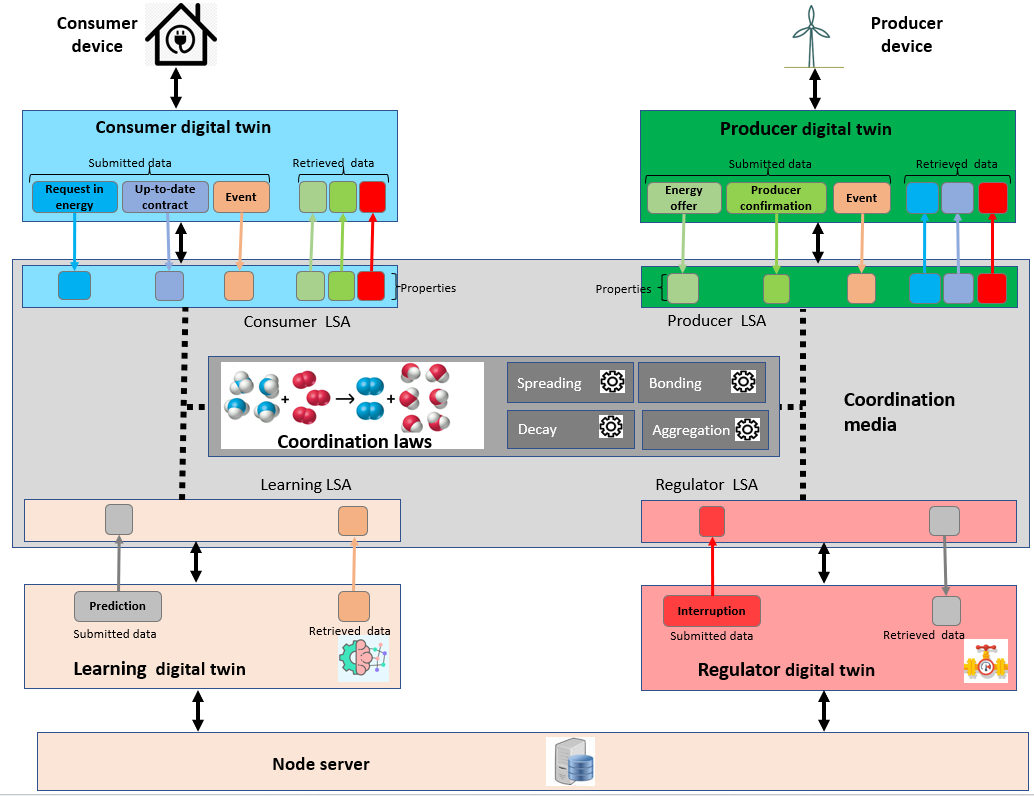 Consumer
device
Producer
device
Consumer digital twin
Submitted data
Retrieved data
Request in
energy
Up-to-date
contract
Event
Producer digital twin
Submitted data
Retrieved data
Energy
offer
Producer
confirmation
Event
Properties
Properties
Consumer LSA
Producer LSA
Coordination laws
Spreading
Bonding
Decay
Aggregation
Coordination
media
Learning LSA
Regulator LSA
Prediction
Submitted data
Retrieved data
Learning digital twin
Interruption
Submitted data
Retrieved data
Regulator digital twin
Node server